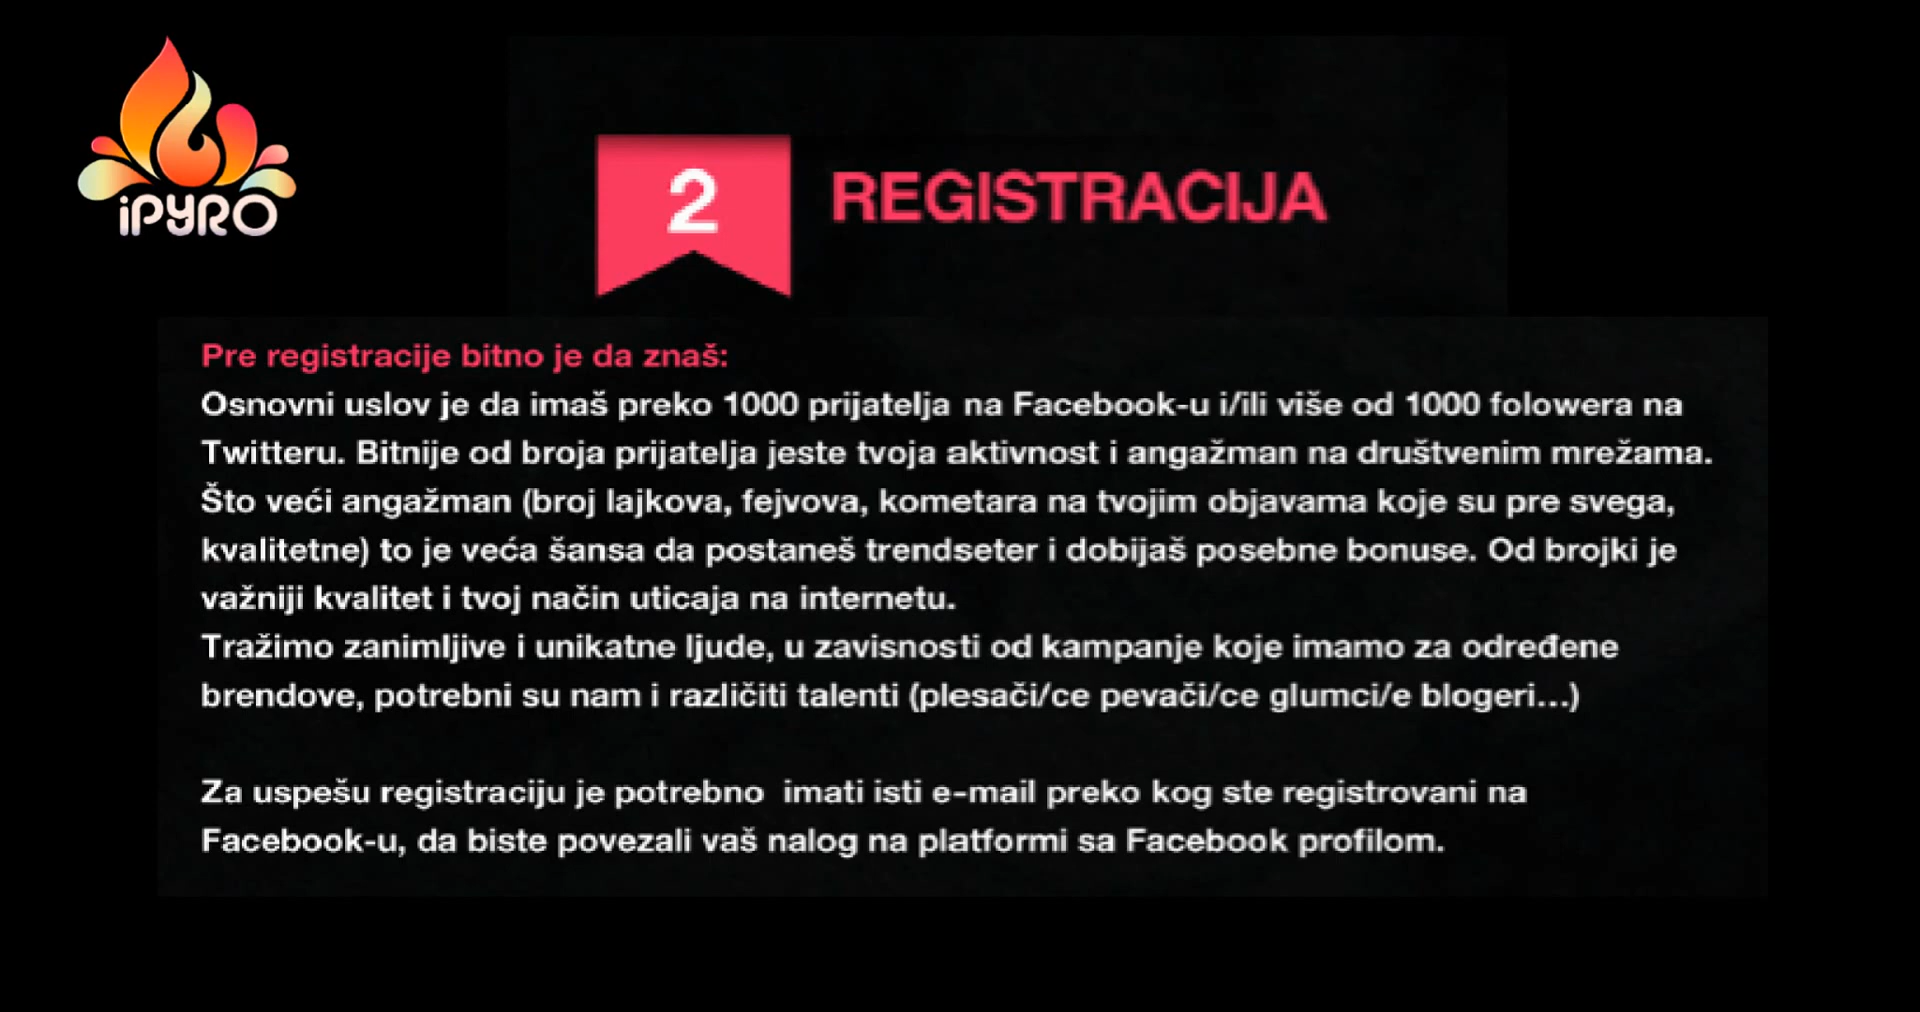 iPYRO
2 REGISTRACIJA
Pre registracije bitno je da znaš:
Osnovni uslov je da imaš preko 1000 prijatelja na Facebook-u i/ili više od 1000 folowera na
Twitteru. Bitnije od broja prijatelja jeste tvoja aktivnost i angažman na društvenim mrežama.
Što veći angažman (broj lajkova, fejvova, kometara na tvojim objavama koje su pre svega,
kvalitetne) to je veća šansa da postaneš trendseter i dobijaš posebne bonuse. Od brojki je
važniji kvalitet i tvoj način uticaja na internetu.
Tražimo zanimljive i unikatne ljude, u zavisnosti od kampanje koje imamo za određene
brendove, potrebni su nam i različiti talenti (plesači/ce pevači/ce glumci/e blogeri...)
Za uspešu registraciju je potrebno imati isti e-mail preko kog ste registrovani na
Facebook-u, da biste povezali vaš nalog na platformi sa Facebook profilom.